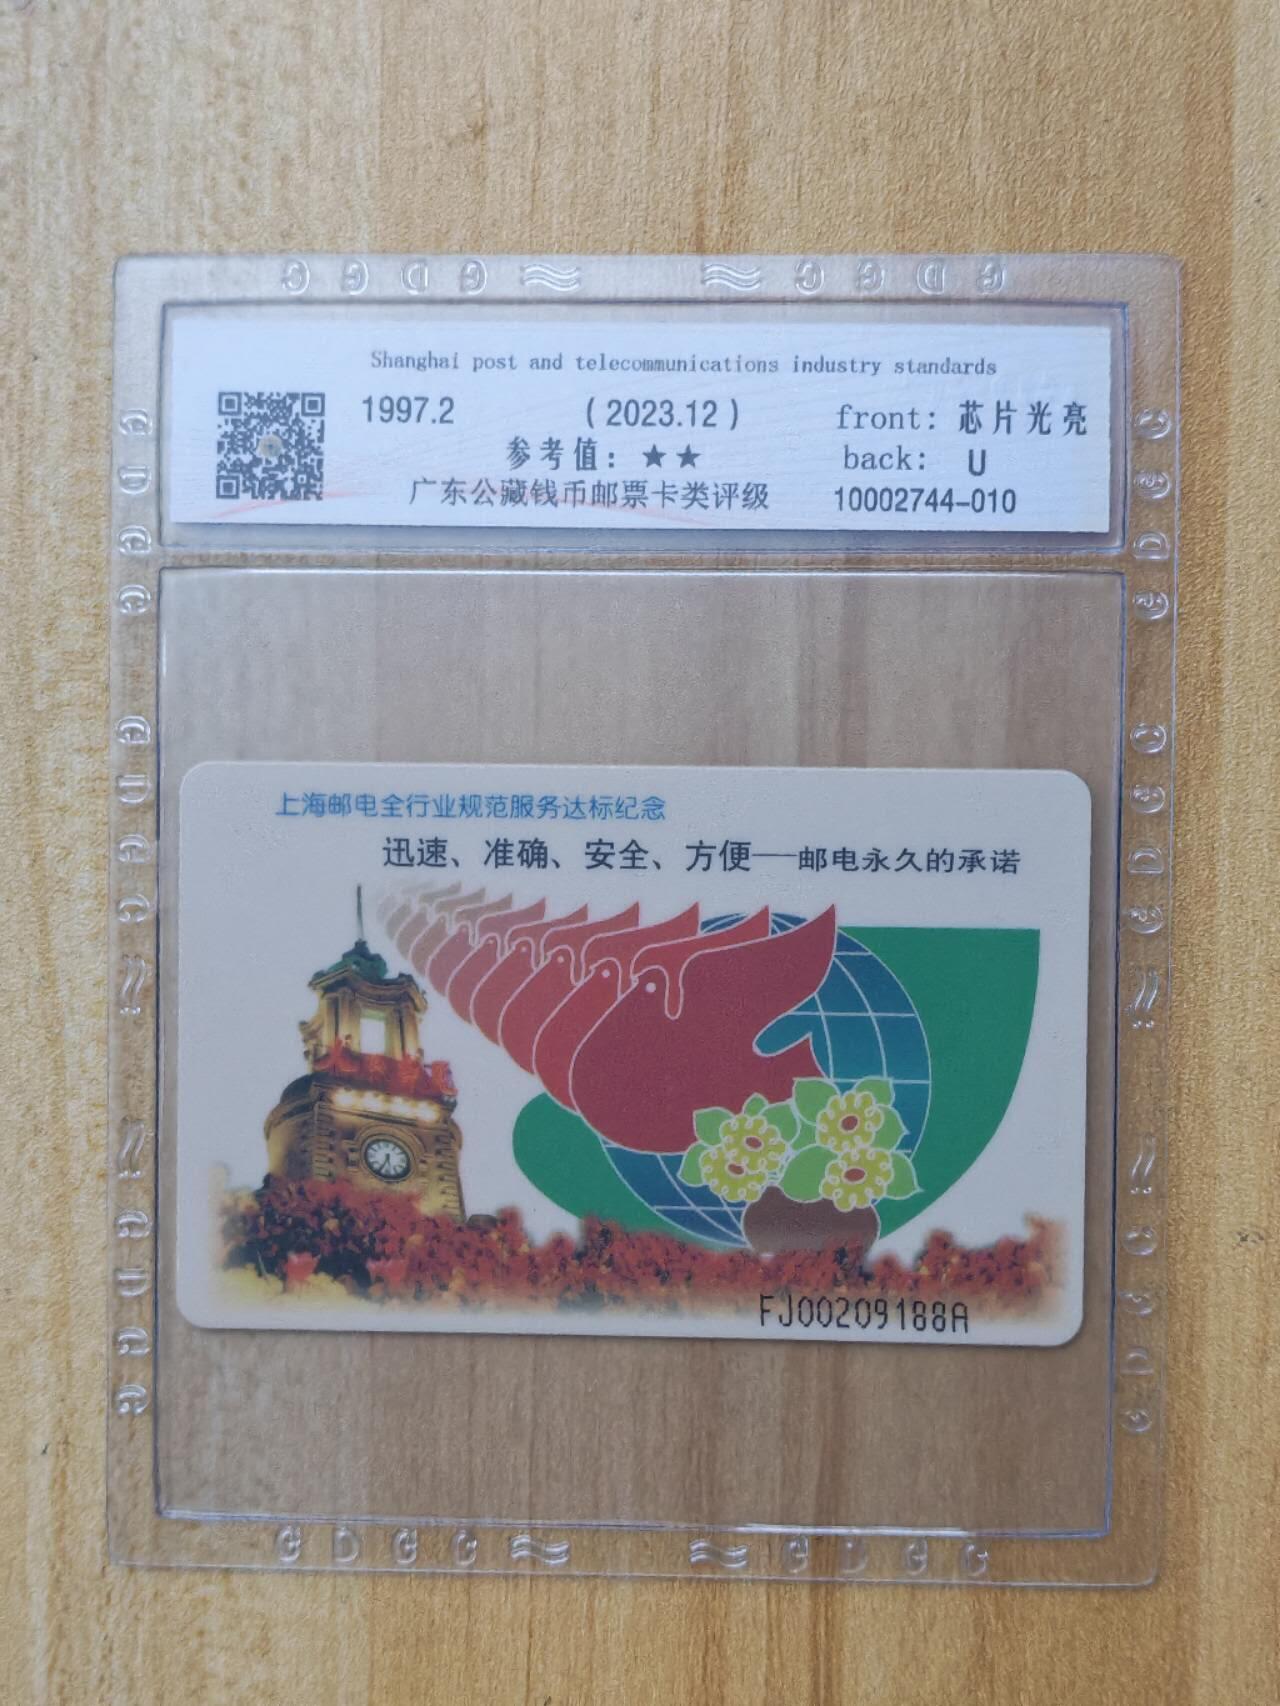 GDGC
Shanghai post and telecommunications industry standards
1997.2 (2023.12) front: 芯片光亮
参考值：★★ back: U
广东公藏钱币邮票卡类评级 10002744-010
上海邮电全行业规范服务达标纪念
迅速、准确、安全、方便——邮电永久的承诺
FJ00209188A
GDGC